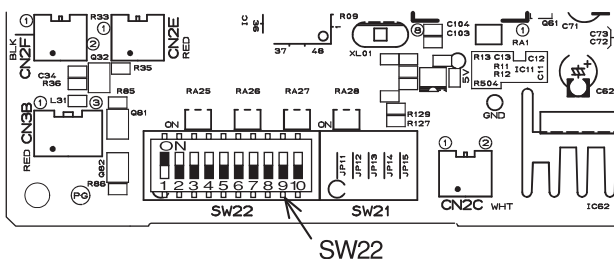 BLK
CN2F
①
R33
①
CN2E
RED
②
Q32
C34
R36
R35
L31
①
③
R85
CN3B
RED
Q81
Q82
R86
PG
IC
36
37 48
R09
XL01
⑧
C104
C103
5V
①
RA1
Q61
C71
C73
C72
R13 C13 C12
R11
R12 IC11 C11
R504
GND
C62
RA25 RA26 RA27 RA28
R129
R127
ON ON
ON
1 2 3 4 5 6 7 8 9 10
JP11
JP12
JP13
JP14
JP15
SW22 SW21
① ②
CN2C WHT
IC62
SW22